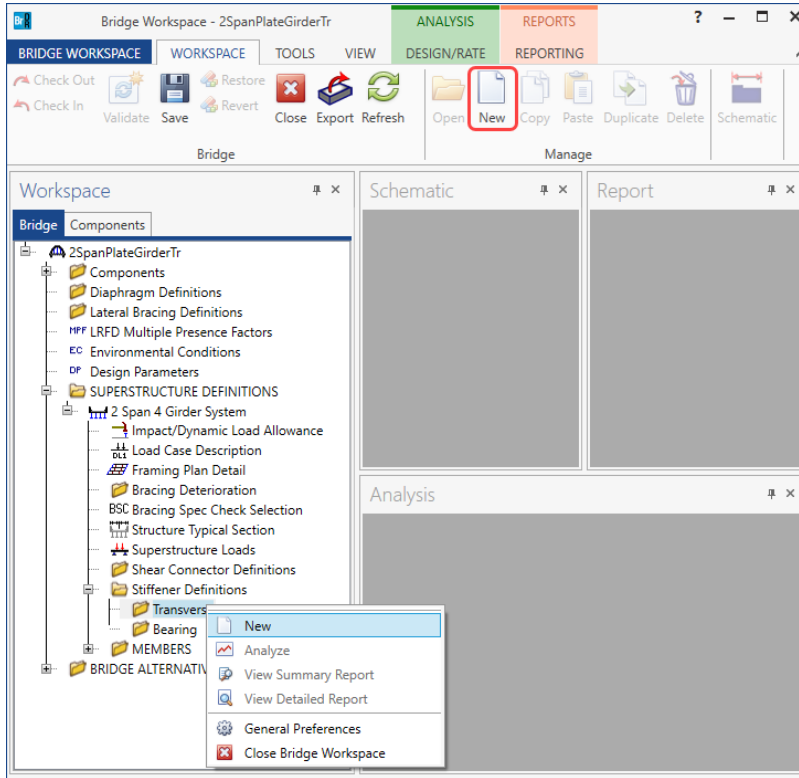 Br Bridge Workspace - 2SpanPlateGirderTr ANALYSIS REPORTS ?
BRIDGE WORKSPACE WORKSPACE TOOLS VIEW DESIGN/RATE REPORTING
Check Out Restore
Check In Revert
Validate Save Close Export Refresh Open New Copy Paste Duplicate Delete Schematic
Bridge Manage
Workspace
Bridge Components
2SpanPlateGirderTr
Components
Diaphragm Definitions
Lateral Bracing Definitions
MPF LRFD Multiple Presence Factors
EC Environmental Conditions
DP Design Parameters
SUPERSTRUCTURE DEFINITIONS
2 Span 4 Girder System
Impact/Dynamic Load Allowance
DL1 Load Case Description
Framing Plan Detail
Bracing Deterioration
BSC Bracing Spec Check Selection
Structure Typical Section
Superstructure Loads
Shear Connector Definitions
Stiffener Definitions
Transvers
Bearing
MEMBERS
BRIDGE ALTERNATIV
New
Analyze
View Summary Report
View Detailed Report
General Preferences
Close Bridge Workspace
Schematic
Report
Analysis